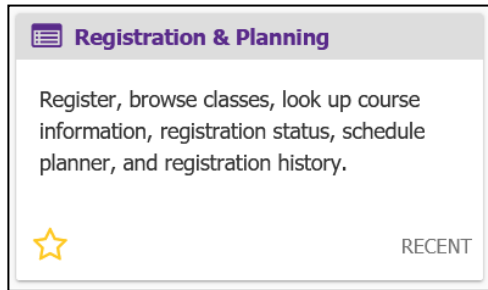 Registration & Planning
Register, browse classes, look up course
information, registration status, schedule
planner, and registration history.
RECENT